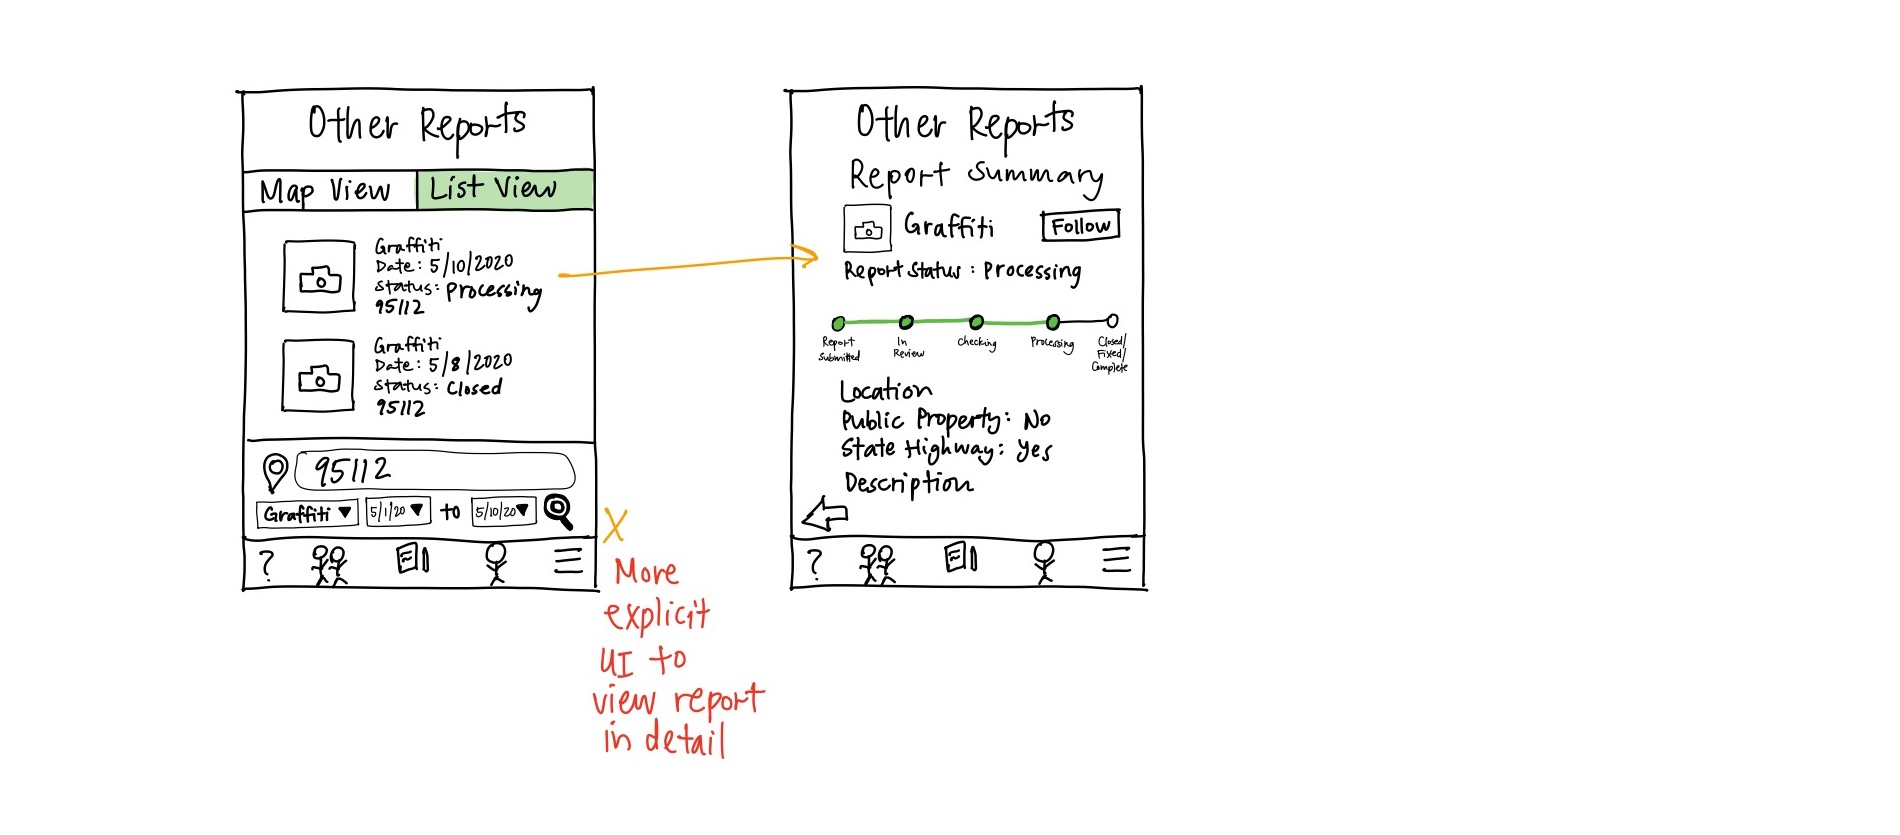 Other Reports
Map View
List View
Graffiti
Date: 5/10/2020
Status: Processing
95112
Graffiti
Date: 5/8/2020
Status: Closed
95112
95112
Graffiti ▼
5/1/20 ▼
to
5/10/20 ▼
?
X
More
explicit
UI to
view report
in detail
Other Reports
Report Summary
Graffiti
Follow
Report Status: Processing
Report
Submitted
In
Review
Checking
Processing
Closed/
Fixed/
Complete
Location
Public Property: No
State Highway: Yes
Description
?